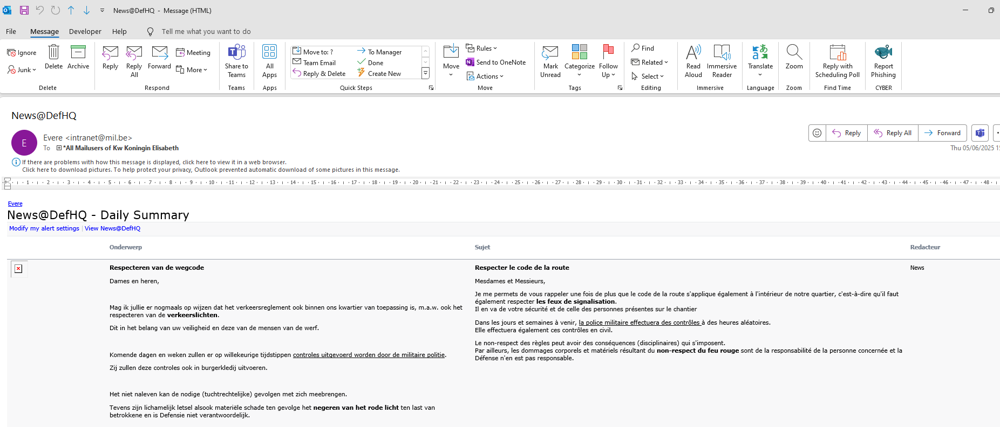 News@DefHQ - Message (HTML)
File Message Developer Help Tell me what you want to do
Ignore
Junk
Delete
Archive
Delete
Reply
Reply All
Forward
Meeting
More
Respond
Share to Teams
Teams
All Apps
Apps
Move to: ?
Team Email
Reply & Delete
To Manager
Done
Create New
Quick Steps
Move
Rules
Send to OneNote
Actions
Move
Mark Unread
Categorize
Follow Up
Tags
Find
Related
Select
Editing
Read Aloud
Immersive Reader
Immersive
Translate
Language
Zoom
Zoom
Reply with Scheduling Poll
Find Time
Report Phishing
CYBER
News@DefHQ
E
Evere <intranet@mil.be>
To *All Mailusers of Kw Koningin Elisabeth
Reply Reply All Forward
Thu 05/06/2025 15
If there are problems with how this message is displayed, click here to view it in a web browser.
Click here to download pictures. To help protect your privacy, Outlook prevented automatic download of some pictures in this message.
1 2 3 4 5 6 7 8 9 10 11 12 13 14 15 16 17 18 19 20 21 22 23 24 25 26 27 28 29 30 31 32 33 34 35 36 37 38 39 40 41 42 43 44 45 46 47 48
Evere
News@DefHQ - Daily Summary
Modify my alert settings | View News@DefHQ
Onderwerp Sujet Redacteur
Respecteren van de wegcode
Dames en heren,
Mag ik jullie er nogmaals op wijzen dat het verkeersreglement ook binnen ons kwartier van toepassing is, m.a.w. ook het
respecteren van de verkeerslichten.
Dit in het belang van uw veiligheid en deze van de mensen van de werf.
Komende dagen en weken zullen er op willekeurige tijdstippen controles uitgevoerd worden door de militaire politie.
Zij zullen deze controles ook in burgerkledij uitvoeren.
Het niet naleven kan de nodige (tuchtrechtelijke) gevolgen met zich meebrengen.
Tevens zijn lichamelijk letsel alsook materiële schade ten gevolge het negeren van het rode licht ten last van
betrokkene en is Defensie niet verantwoordelijk.
Respecter le code de la route
Mesdames et Messieurs,
Je me permets de vous rappeler une fois de plus que le code de la route s'applique également à l'intérieur de notre quartier, c'est-à-dire qu'il faut
également respecter les feux de signalisation.
Il en va de votre sécurité et de celle des personnes présentes sur le chantier
Dans les jours et semaines à venir, la police militaire effectuera des contrôles à des heures aléatoires.
Elle effectuera également ces contrôles en civil.
Le non-respect des règles peut avoir des conséquences (disciplinaires) qui s'imposent.
Par ailleurs, les dommages corporels et matériels résultant du non-respect du feu rouge sont de la responsabilité de la personne concernée et la
Défense n'en est pas responsable.
News